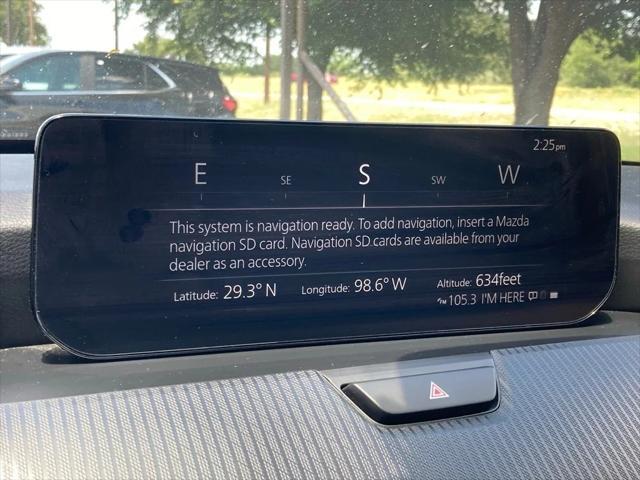 2:25pm
E SE S SW W
This system is navigation ready. To add navigation, insert a Mazda
navigation SD card. Navigation SD cards are available from your
dealer as an accessory.
Latitude: 29.3° N Longitude: 98.6° W Altitude: 634feet
FM 105.3 I'M HERE